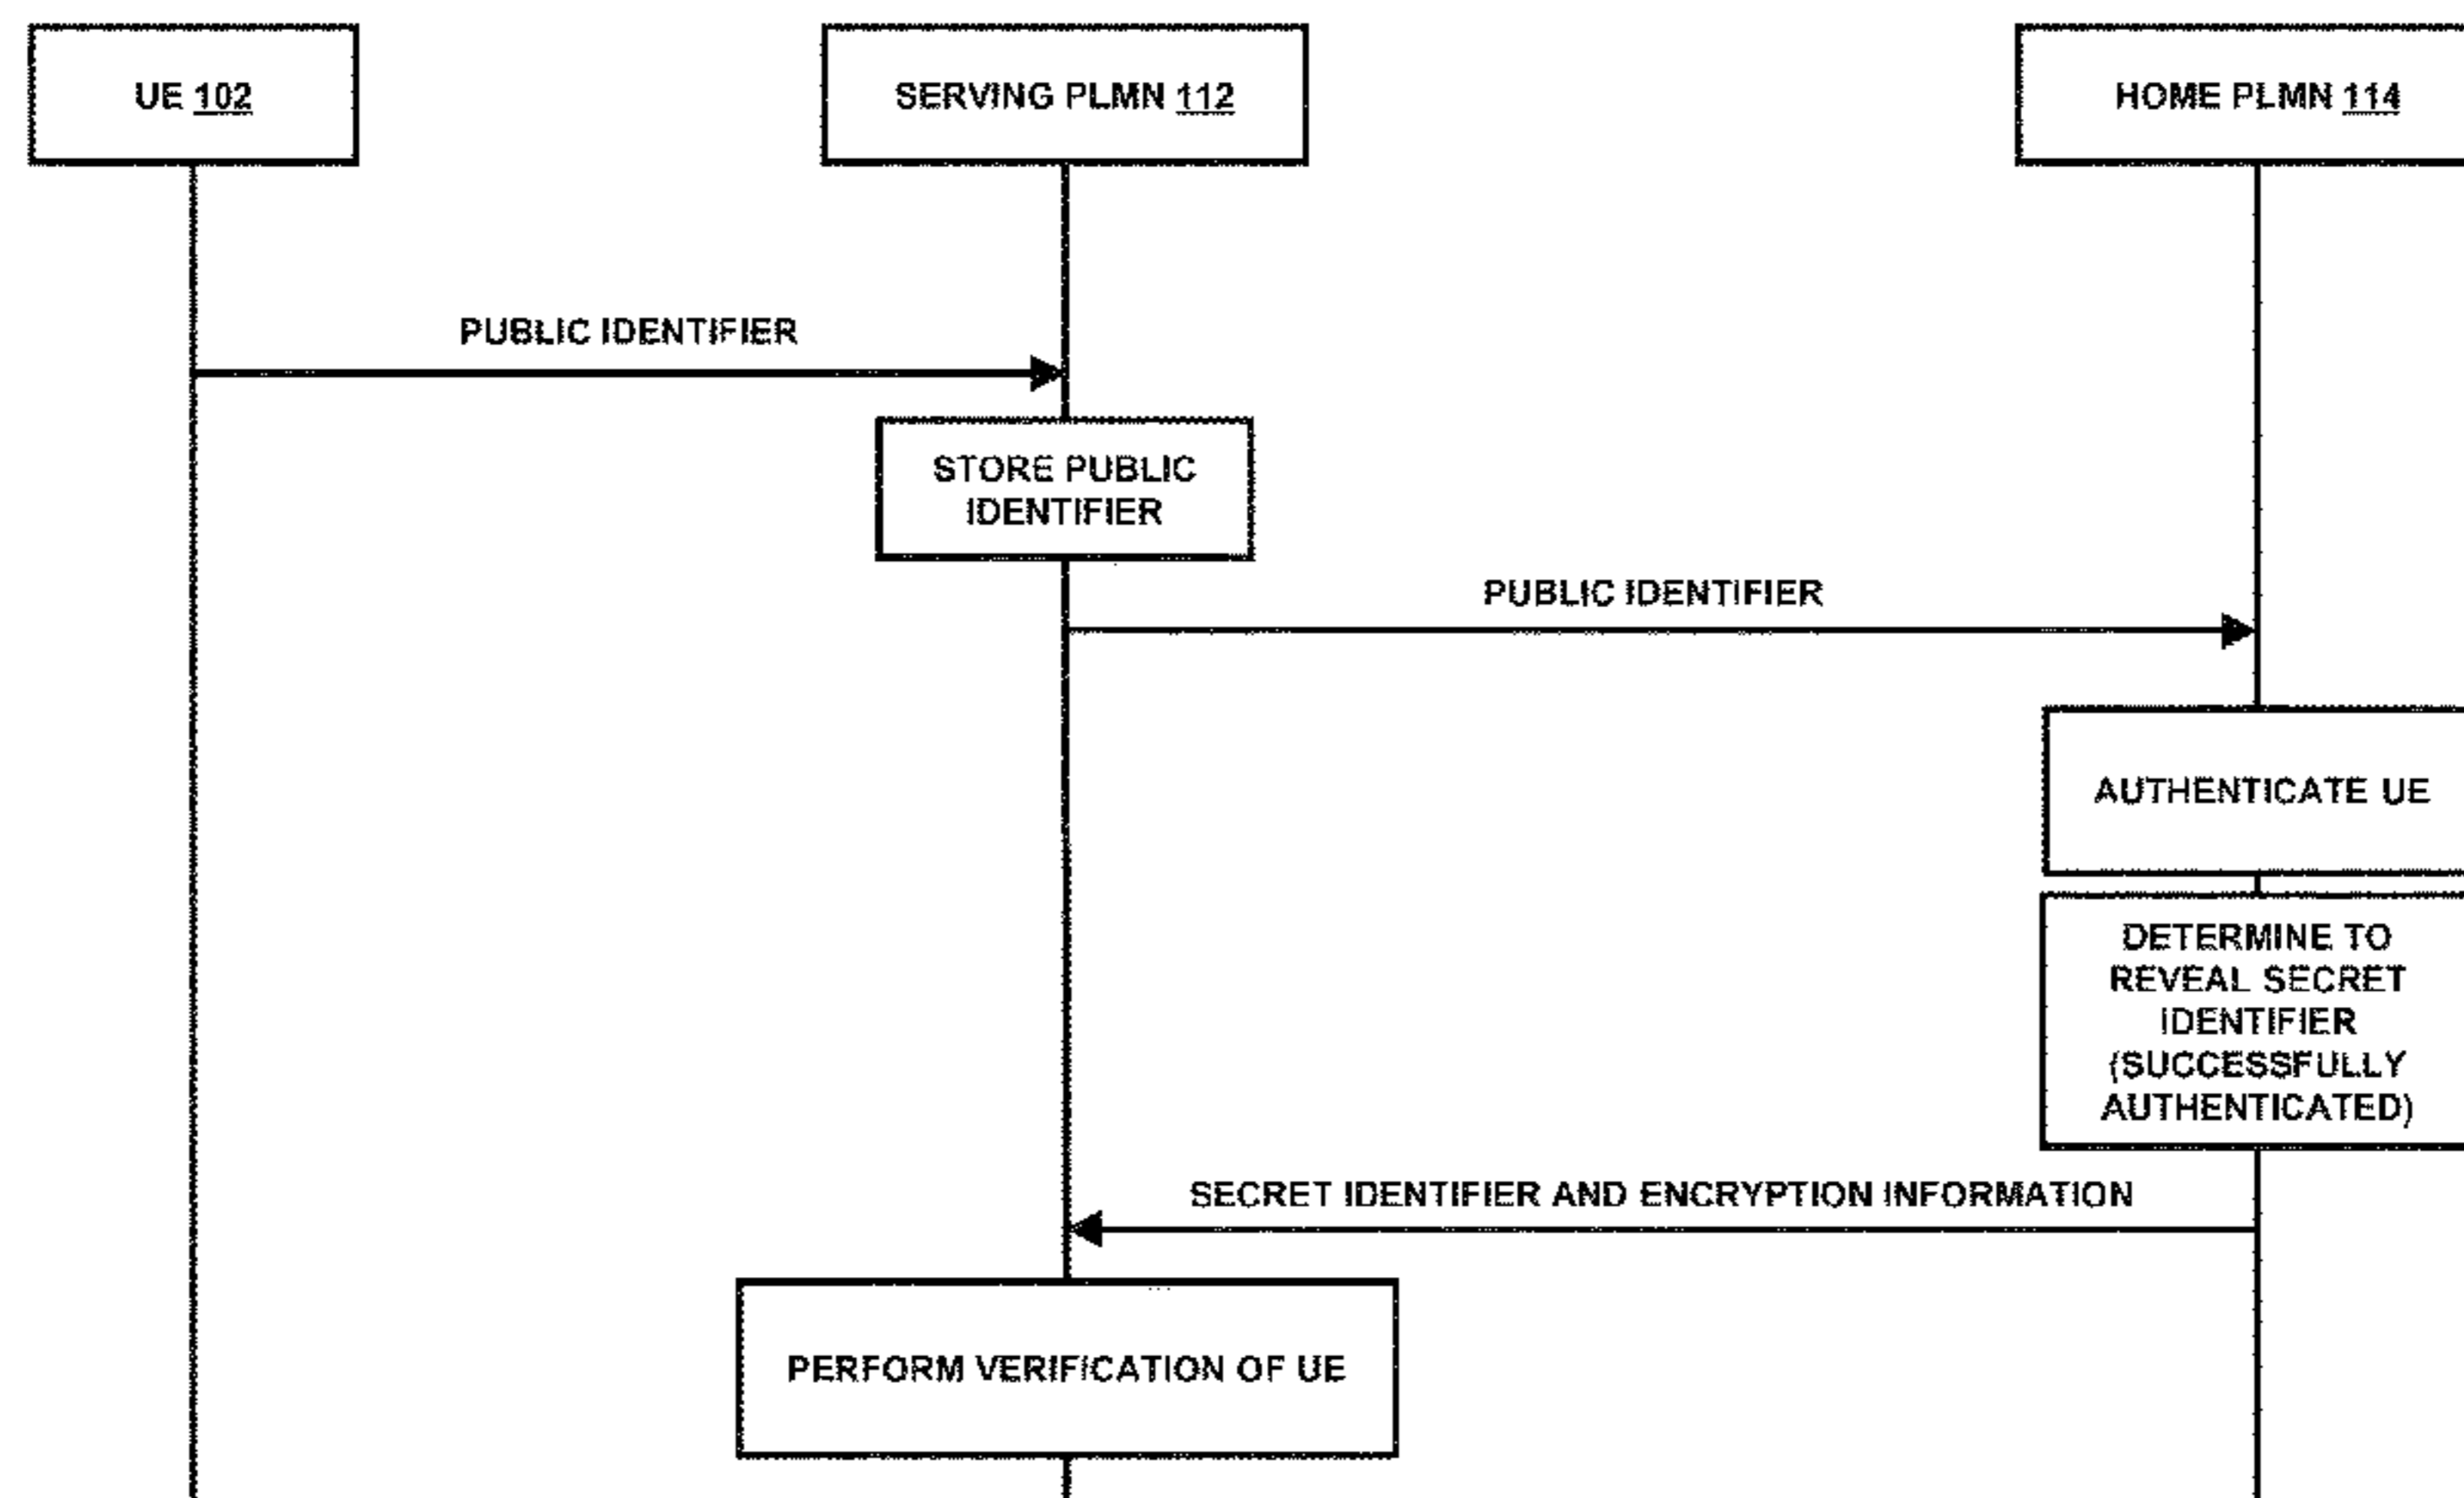 UE 102
SERVING PLMN 112
HOME PLMN 114
PUBLIC IDENTIFIER
STORE PUBLIC
IDENTIFIER
PUBLIC IDENTIFIER
AUTHENTICATE UE
DETERMINE TO
REVEAL SECRET
IDENTIFIER
(SUCCESSFULLY
AUTHENTICATED)
SECRET IDENTIFIER AND ENCRYPTION INFORMATION
PERFORM VERIFICATION OF UE